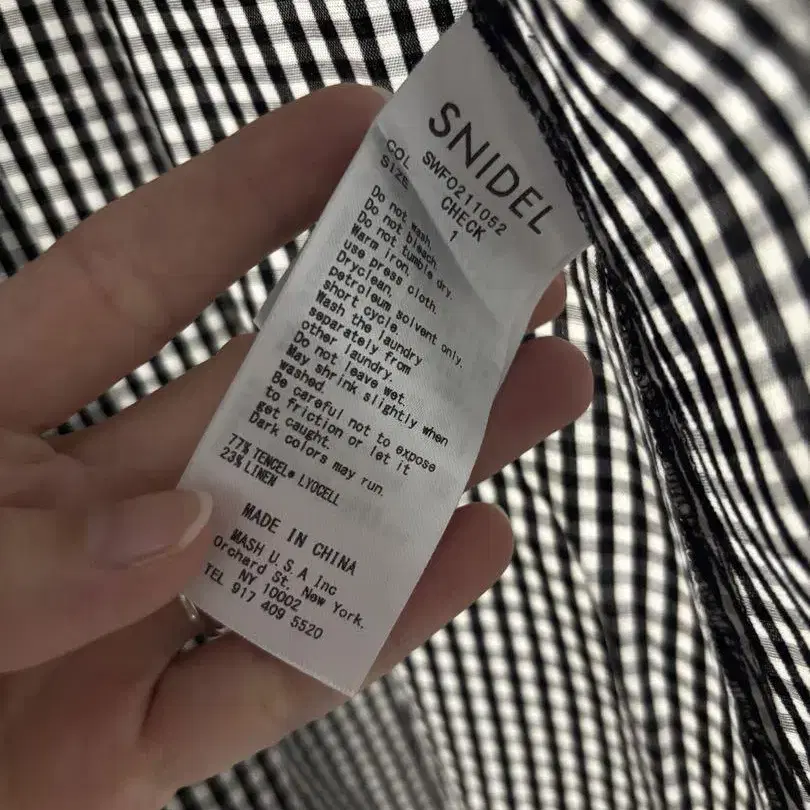 SNIDEL
SWFO211052
COL CHECK
SIZE 1
Do not wash.
Do not bleach.
Do not tumble dry.
Warm iron.
use press cloth.
Dryclean.
petroleum solvent only.
short cycle.
Wash the laundry
separately from
other laundry.
Do not leave wet.
May shrink slightly when
washed.
Be careful not to expose
to friction or let it
get caught.
Dark colors may run.
77% TENCEL® LYOCELL
23% LINEN
MADE IN CHINA
MASH U.S.A Inc
Orchard St, New York.
NY 10002
TEL 917 409 5520